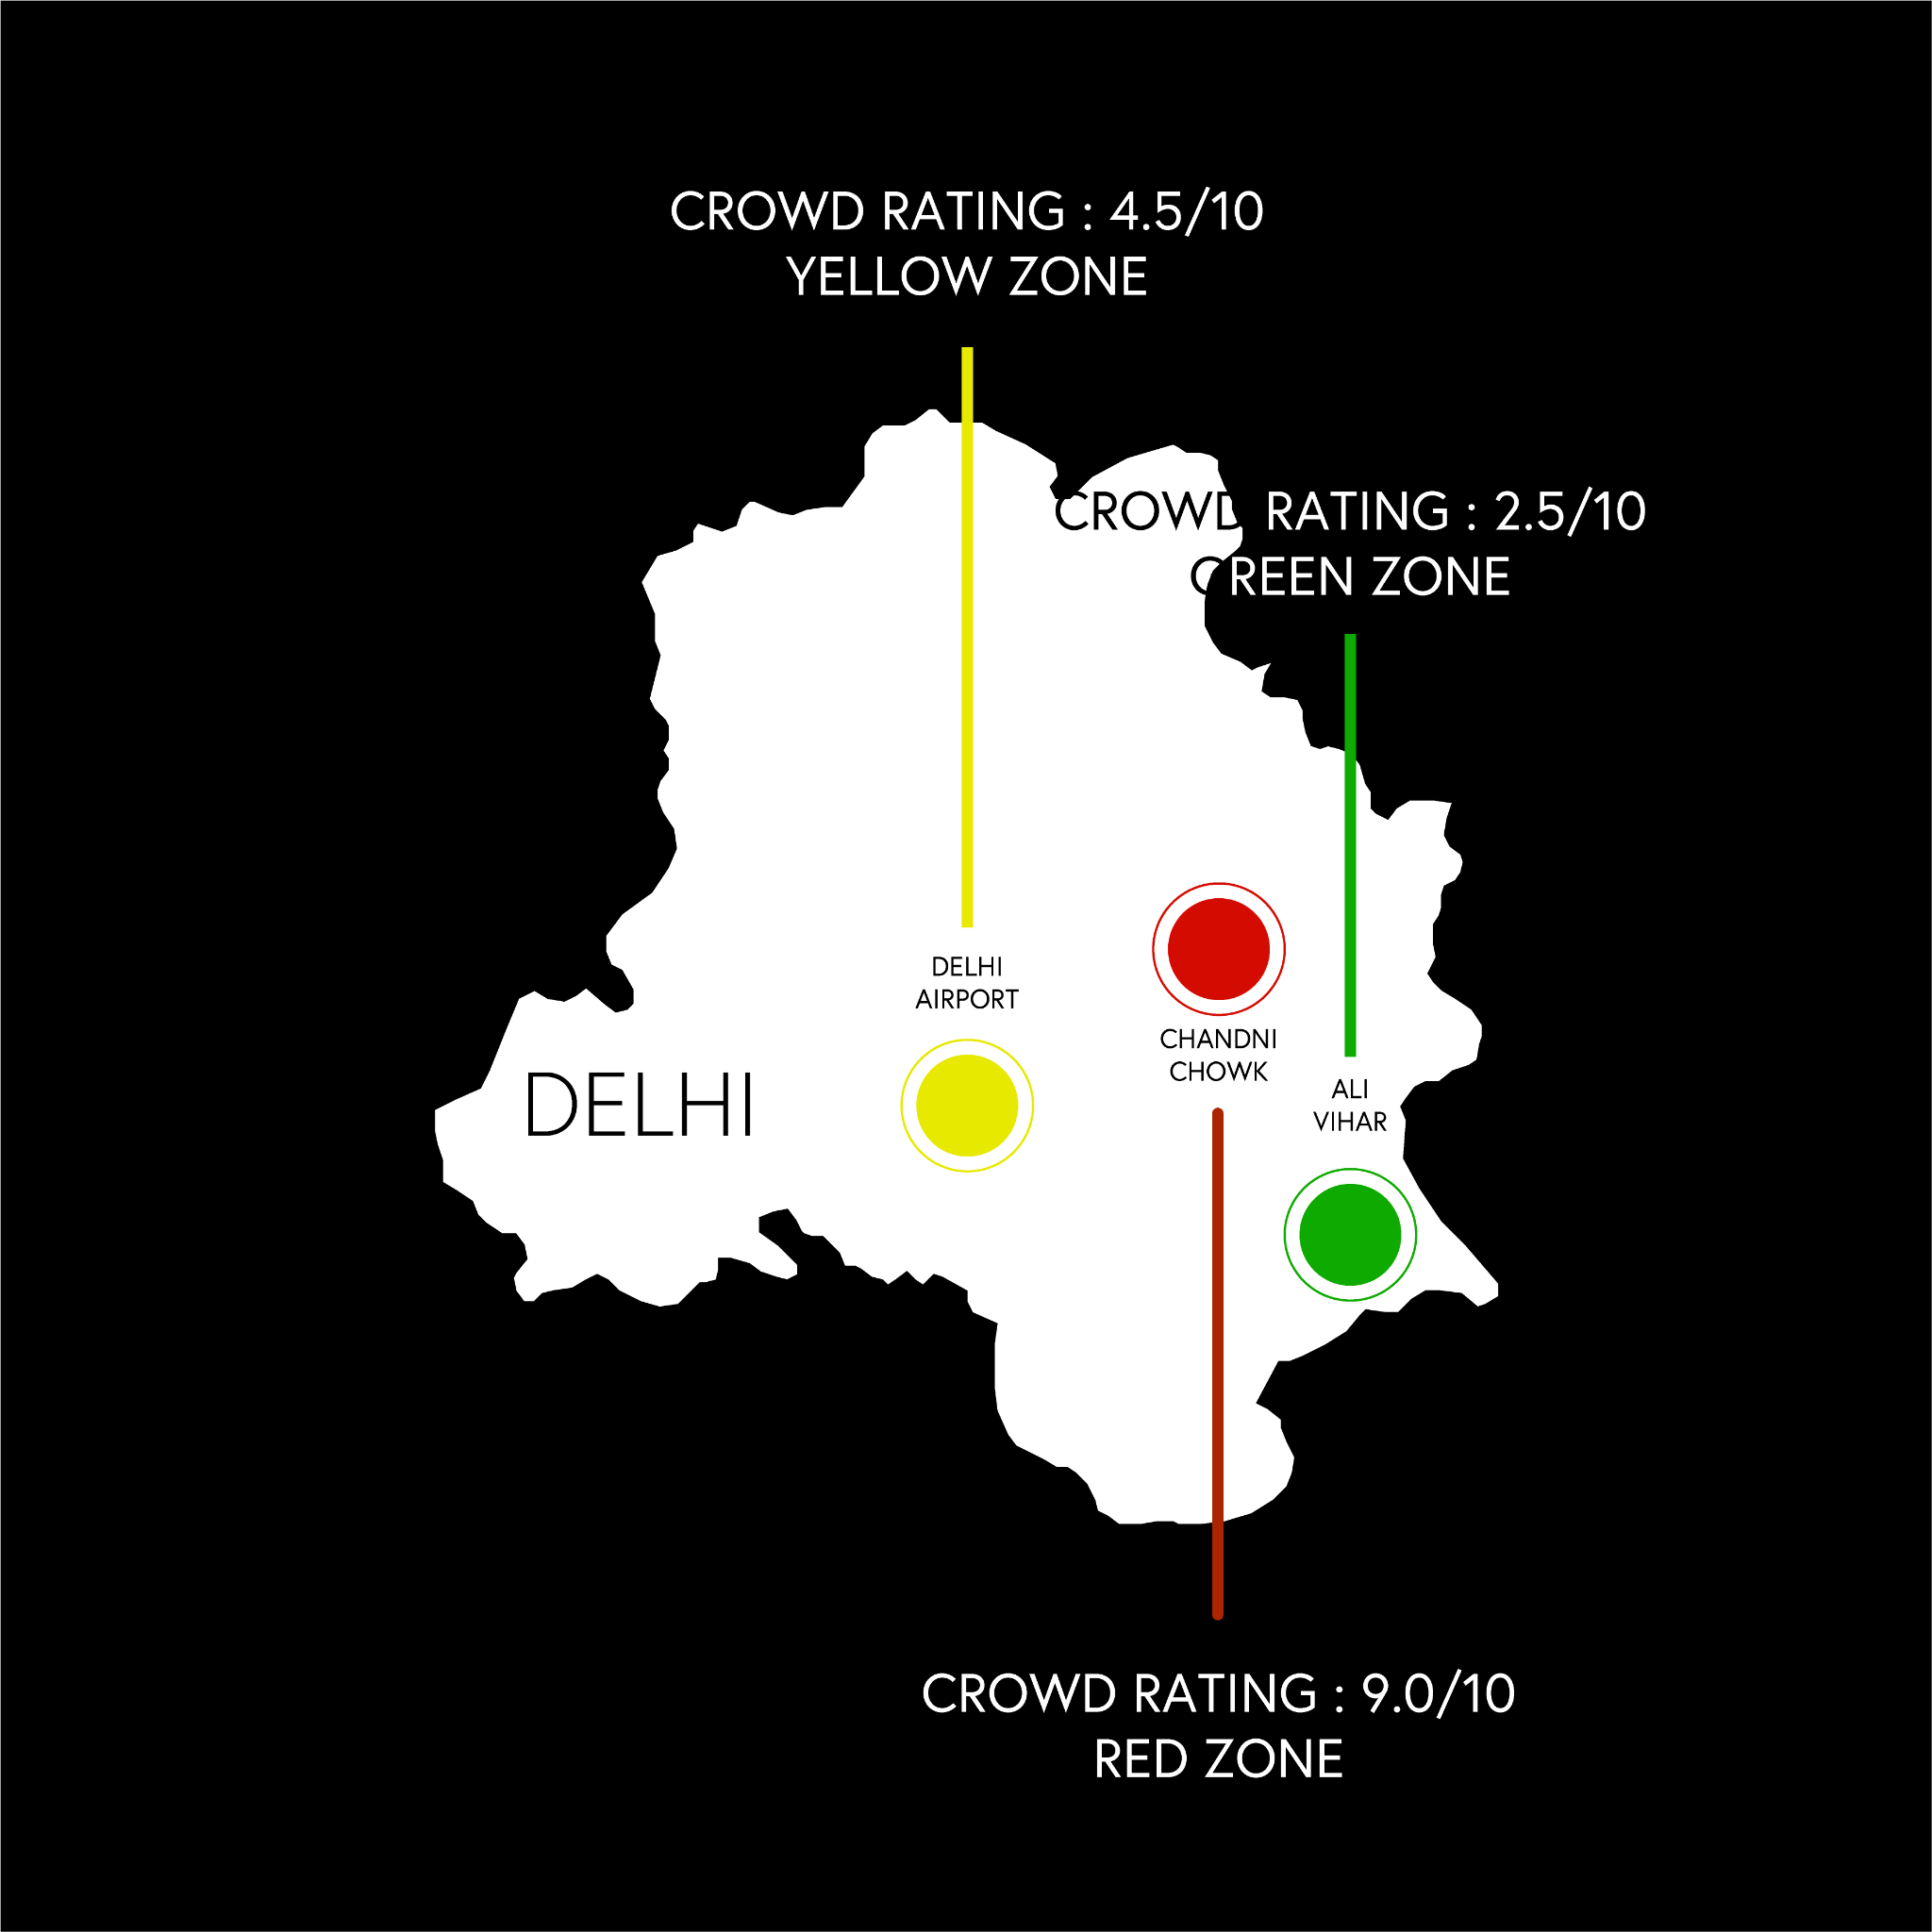 CROWD RATING : 4.5/10
YELLOW ZONE
CROWD RATING : 2.5/10
GREEN ZONE
DELHI
AIRPORT
CHANDNI
CHOWK
ALI
VIHAR
DELHI
CROWD RATING : 9.0/10
RED ZONE